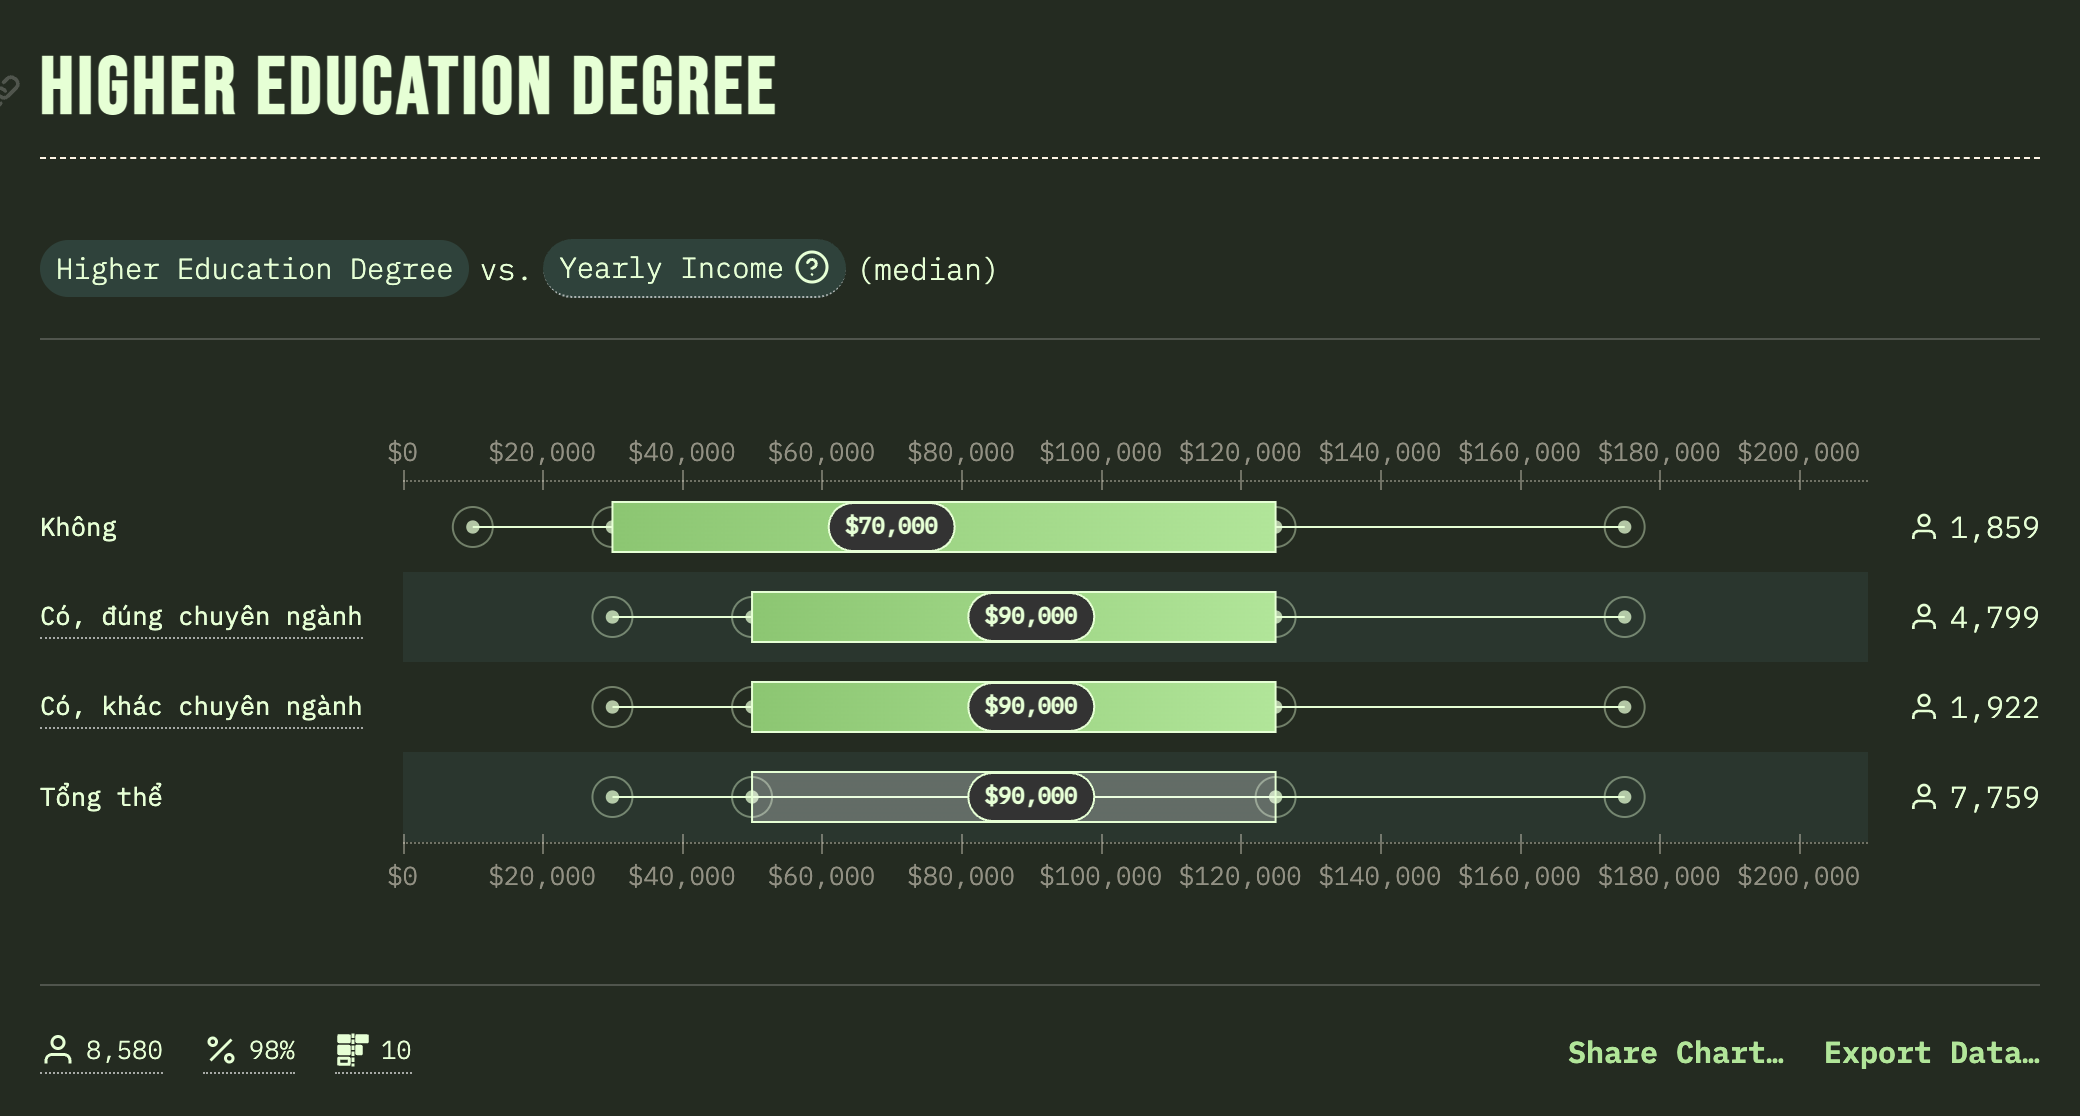 HIGHER EDUCATION DEGREE
Higher Education Degree vs. Yearly Income (median)
$0 $20,000 $40,000 $60,000 $80,000 $100,000 $120,000 $140,000 $160,000 $180,000 $200,000
Không $70,000 1,859
Có, đúng chuyên ngành $90,000 4,799
Có, khác chuyên ngành $90,000 1,922
Tổng thể $90,000 7,759
$0 $20,000 $40,000 $60,000 $80,000 $100,000 $120,000 $140,000 $160,000 $180,000 $200,000
8,580 98% 10 Share Chart… Export Data…